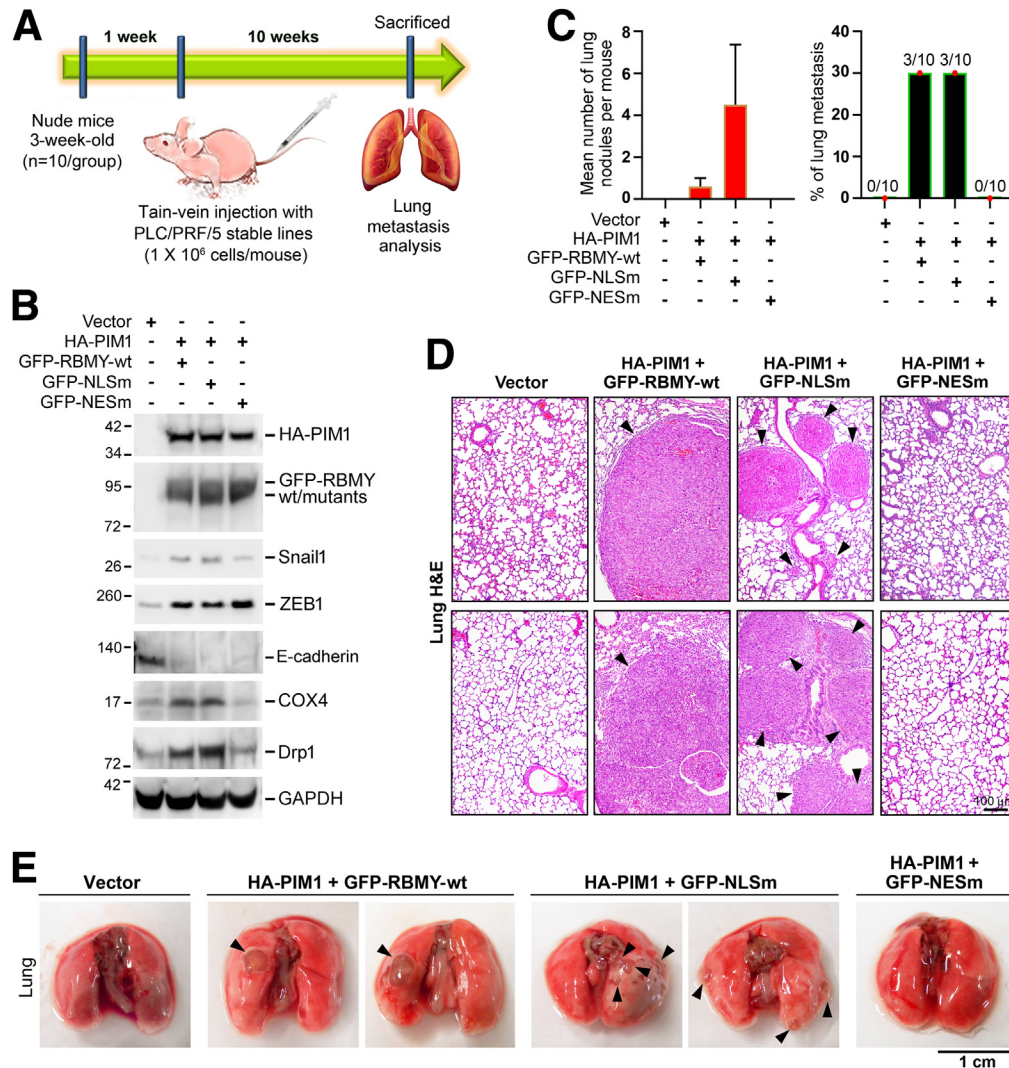 A
1 week
10 weeks
Sacrificed
Nude mice
3-week-old
(n=10/group)
Tain-vein injection with
PLC/PRF/5 stable lines
(1 X 10⁶ cells/mouse)
Lung
metastasis
analysis
B
Vector + - - -
HA-PIM1 - + + +
GFP-RBMY-wt - + - -
GFP-NLSm - - + -
GFP-NESm - - - +
42
34
HA-PIM1
95
72
GFP-RBMY
wt/mutants
26
Snail1
260
ZEB1
140
E-cadherin
17
COX4
72
Drp1
42
GAPDH
C
Mean number of lung
nodules per mouse
8
6
4
2
0
Vector + - - -
HA-PIM1 - + + +
GFP-RBMY-wt - + - -
GFP-NLSm - - + -
GFP-NESm - - - +
% of lung metastasis
40
30
20
10
0
0/10
3/10
3/10
0/10
+ - - -
- + + +
- + - -
- - + -
- - - +
D
Vector
HA-PIM1 +
GFP-RBMY-wt
HA-PIM1 +
GFP-NLSm
HA-PIM1 +
GFP-NESm
Lung H&E
100 µm
E
Vector
HA-PIM1 + GFP-RBMY-wt
HA-PIM1 + GFP-NLSm
HA-PIM1 +
GFP-NESm
Lung
1 cm